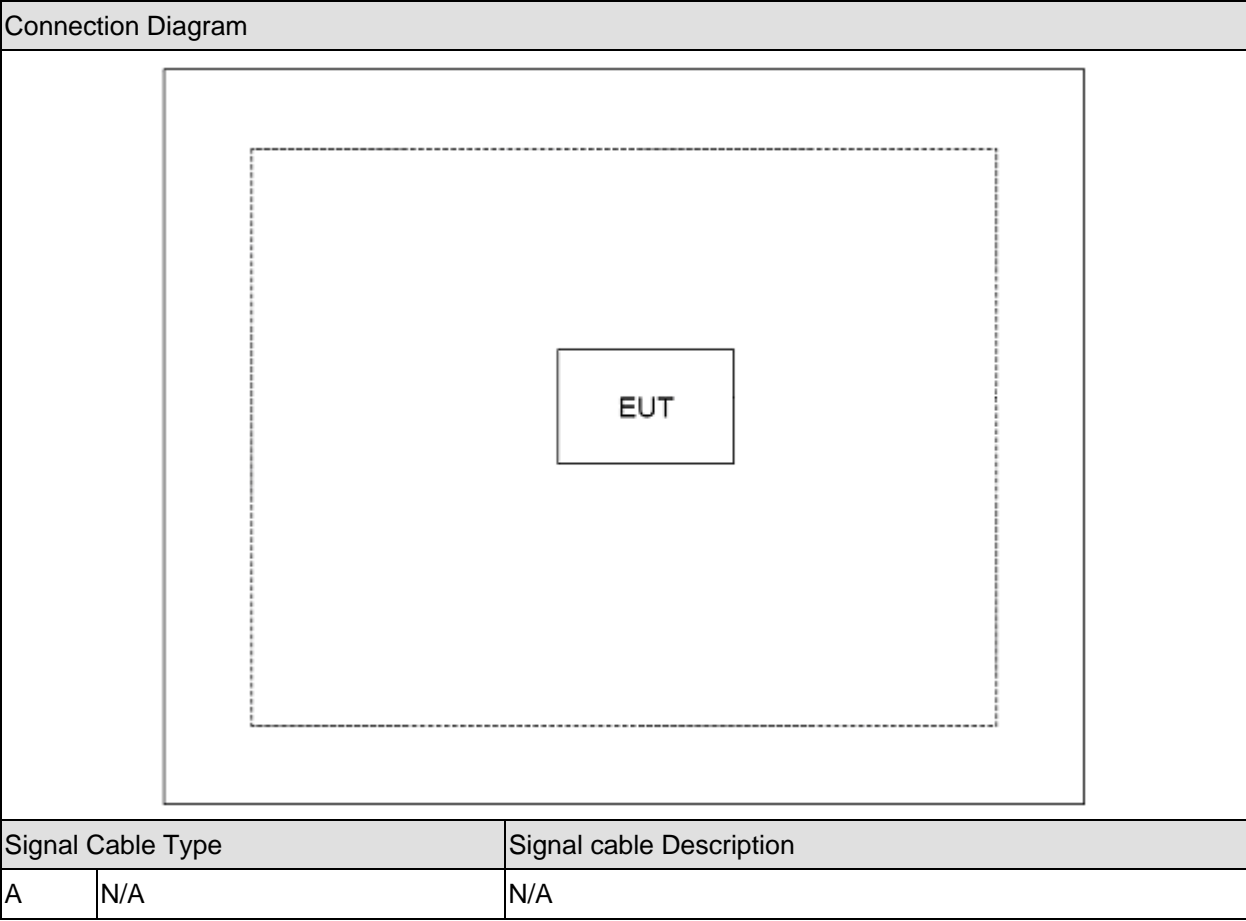 Connection Diagram
EUT
Signal Cable Type Signal cable Description
A N/A N/A